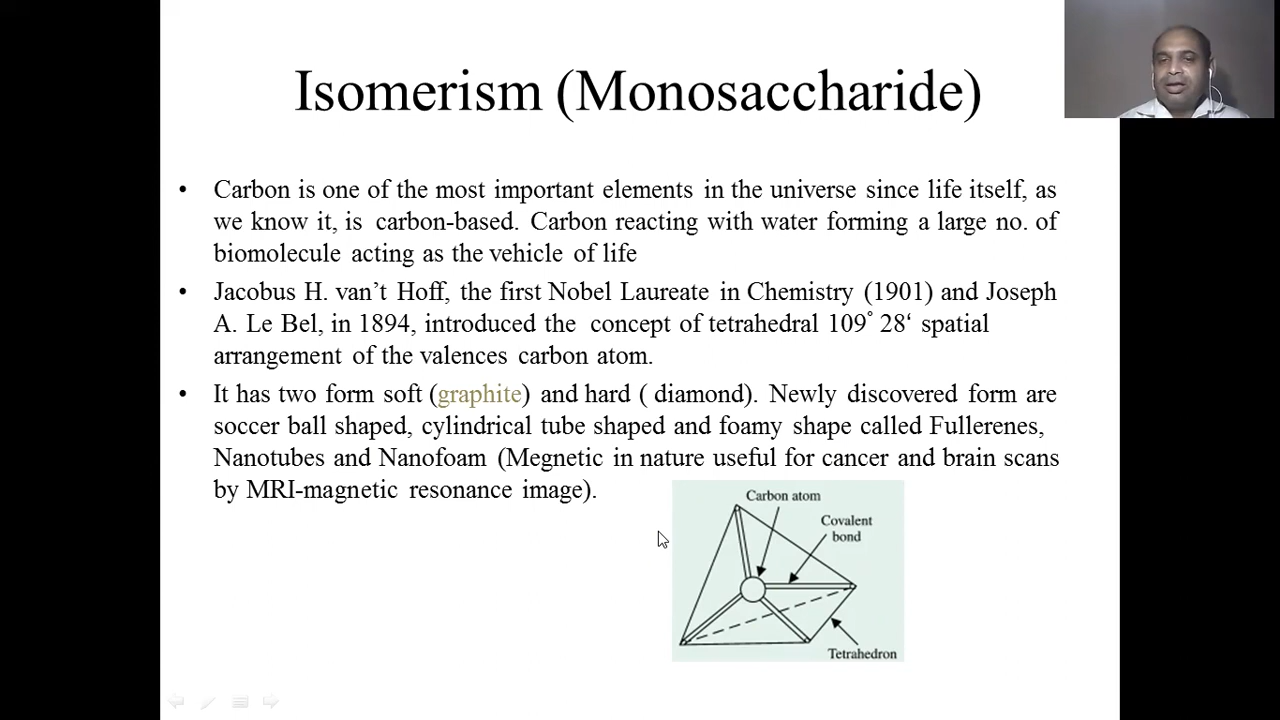 Isomerism (Monosaccharide)
• Carbon is one of the most important elements in the universe since life itself, as
we know it, is carbon-based. Carbon reacting with water forming a large no. of
biomolecule acting as the vehicle of life
• Jacobus H. van’t Hoff, the first Nobel Laureate in Chemistry (1901) and Joseph
A. Le Bel, in 1894, introduced the concept of tetrahedral 109˚ 28‘ spatial
arrangement of the valences carbon atom.
• It has two form soft (graphite) and hard ( diamond). Newly discovered form are
soccer ball shaped, cylindrical tube shaped and foamy shape called Fullerenes,
Nanotubes and Nanofoam (Megnetic in nature useful for cancer and brain scans
by MRI-magnetic resonance image).
Carbon atom
Covalent
bond
Tetrahedron